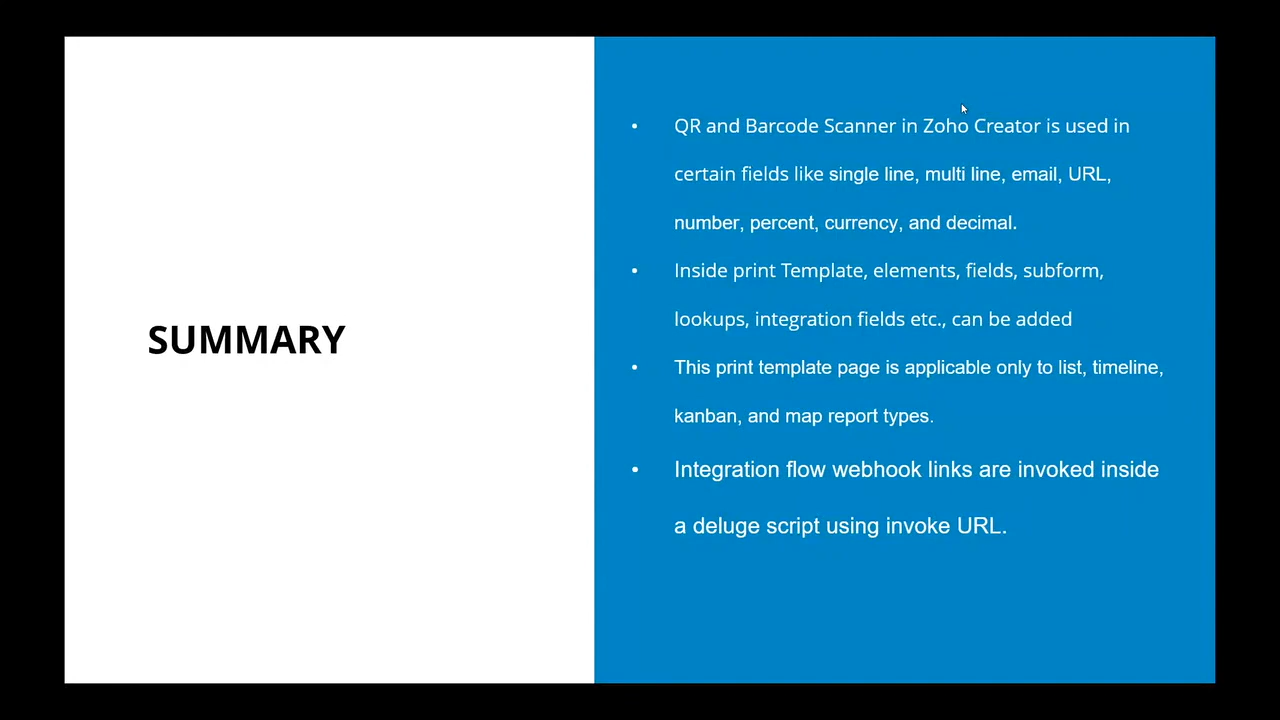 SUMMARY
• QR and Barcode Scanner in Zoho Creator is used in
certain fields like single line, multi line, email, URL,
number, percent, currency, and decimal.
• Inside print Template, elements, fields, subform,
lookups, integration fields etc., can be added
• This print template page is applicable only to list, timeline,
kanban, and map report types.
• Integration flow webhook links are invoked inside
a deluge script using invoke URL.